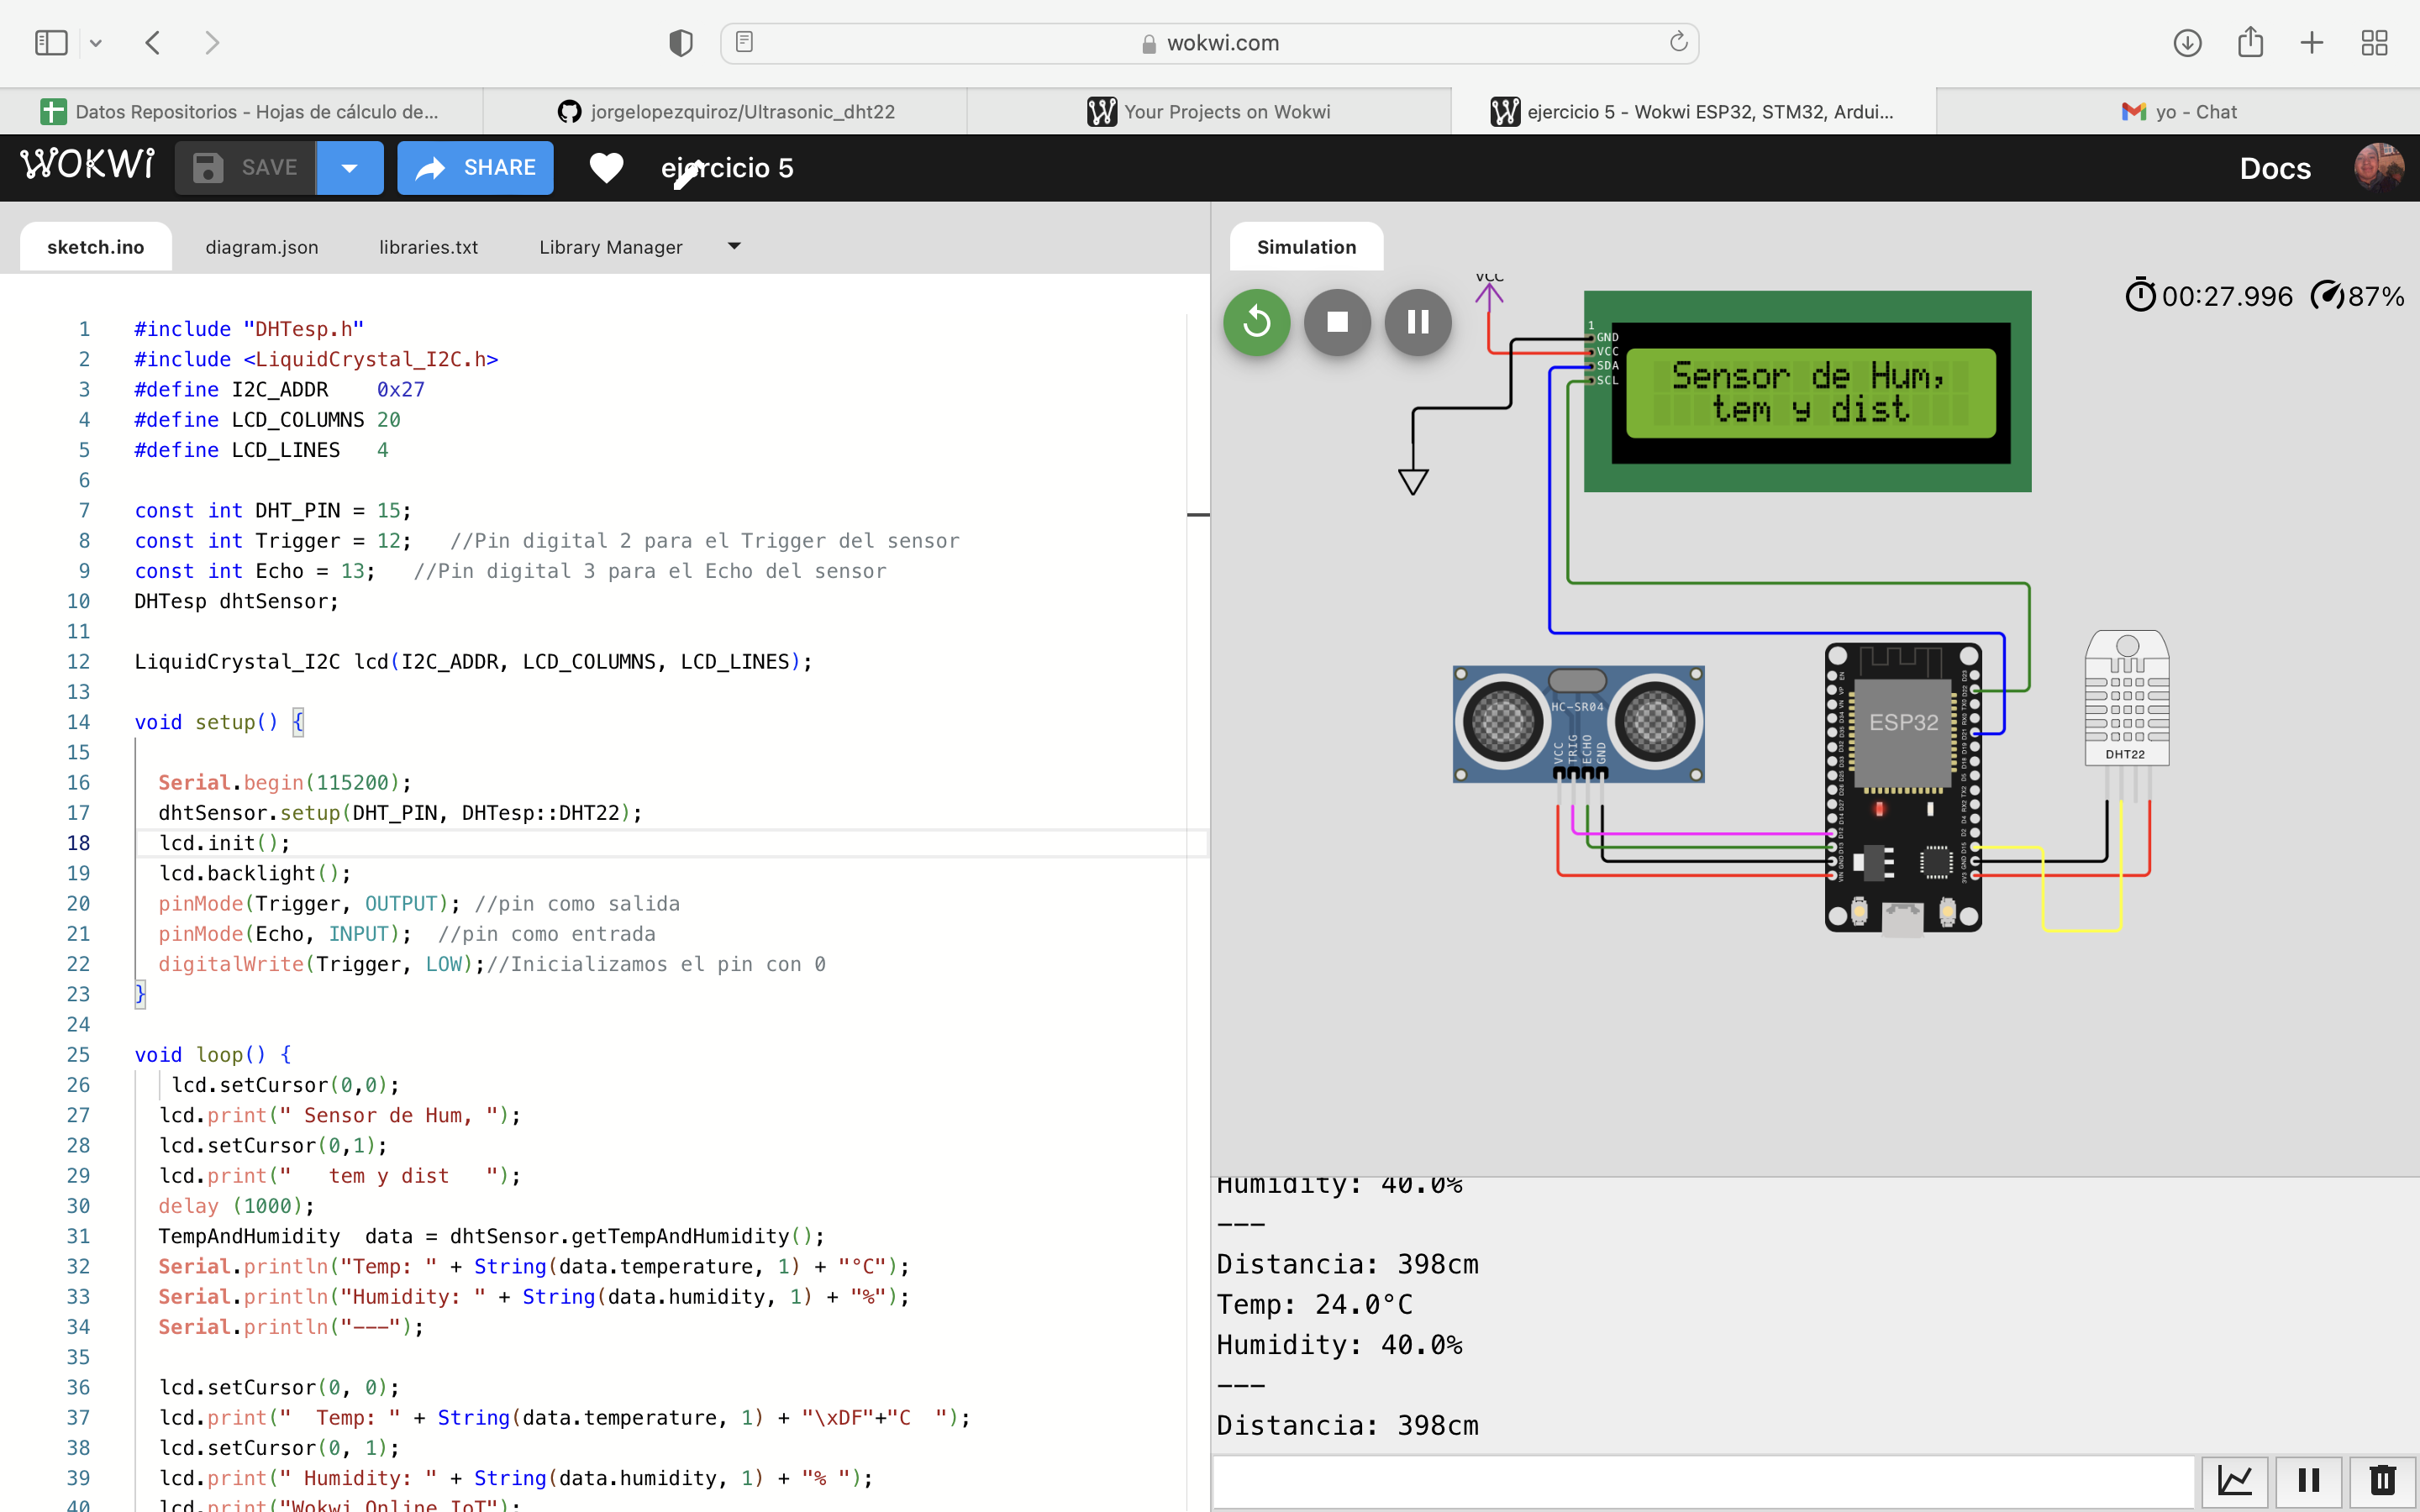 wokwi.com
Datos Repositorios - Hojas de cálculo de...
jorgelopezquiroz/Ultrasonic_dht22
Your Projects on Wokwi
ejercicio 5 - Wokwi ESP32, STM32, Ardui...
yo - Chat
WOKWi
SAVE
SHARE
ejercicio 5
Docs
sketch.ino
diagram.json
libraries.txt
Library Manager
1 #include "DHTesp.h"
2 #include <LiquidCrystal_I2C.h>
3 #define I2C_ADDR    0x27
4 #define LCD_COLUMNS 20
5 #define LCD_LINES   4
6
7 const int DHT_PIN = 15;
8 const int Trigger = 12;   //Pin digital 2 para el Trigger del sensor
9 const int Echo = 13;   //Pin digital 3 para el Echo del sensor
10 DHTesp dhtSensor;
11
12 LiquidCrystal_I2C lcd(I2C_ADDR, LCD_COLUMNS, LCD_LINES);
13
14 void setup() {
15
16   Serial.begin(115200);
17   dhtSensor.setup(DHT_PIN, DHTesp::DHT22);
18   lcd.init();
19   lcd.backlight();
20   pinMode(Trigger, OUTPUT); //pin como salida
21   pinMode(Echo, INPUT);  //pin como entrada
22   digitalWrite(Trigger, LOW);//Inicializamos el pin con 0
23 }
24
25 void loop() {
26    lcd.setCursor(0,0);
27   lcd.print(" Sensor de Hum, ");
28   lcd.setCursor(0,1);
29   lcd.print("   tem y dist   ");
30   delay (1000);
31   TempAndHumidity  data = dhtSensor.getTempAndHumidity();
32   Serial.println("Temp: " + String(data.temperature, 1) + "°C");
33   Serial.println("Humidity: " + String(data.humidity, 1) + "%");
34   Serial.println("---");
35
36   lcd.setCursor(0, 0);
37   lcd.print("  Temp: " + String(data.temperature, 1) + "\xDF"+"C  ");
38   lcd.setCursor(0, 1);
39   lcd.print(" Humidity: " + String(data.humidity, 1) + "% ");
40   lcd.print("Wokwi Online IoT");
Simulation
00:27.996
87%
VCC
1
GND
VCC
SDA
SCL
Sensor de Hum,
tem y dist
HC-SR04
VCC
TRIG
ECHO
GND
ESP32
DHT22
Humidity: 40.0%
---
Distancia: 398cm
Temp: 24.0°C
Humidity: 40.0%
---
Distancia: 398cm